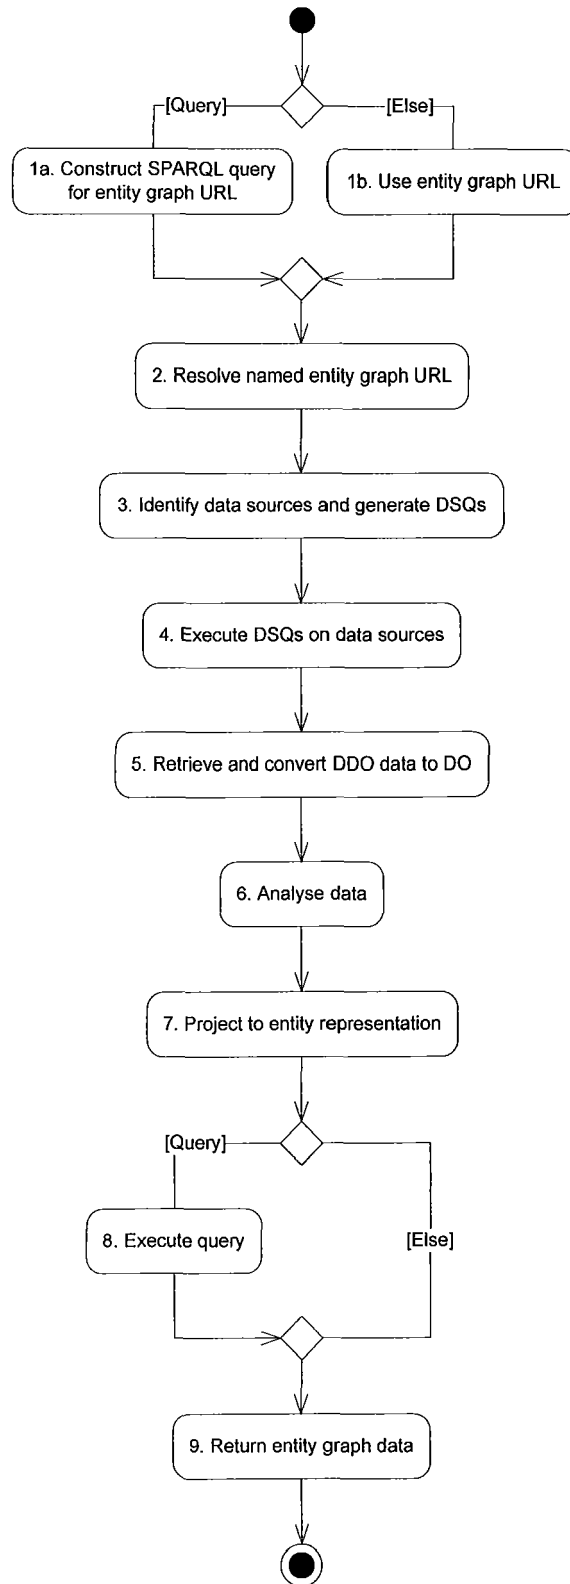 [Query]
[Else]
1a. Construct SPARQL query
for entity graph URL
1b. Use entity graph URL
2. Resolve named entity graph URL
3. Identify data sources and generate DSQs
4. Execute DSQs on data sources
5. Retrieve and convert DDO data to DO
6. Analyse data
7. Project to entity representation
[Query]
8. Execute query
[Else]
9. Return entity graph data